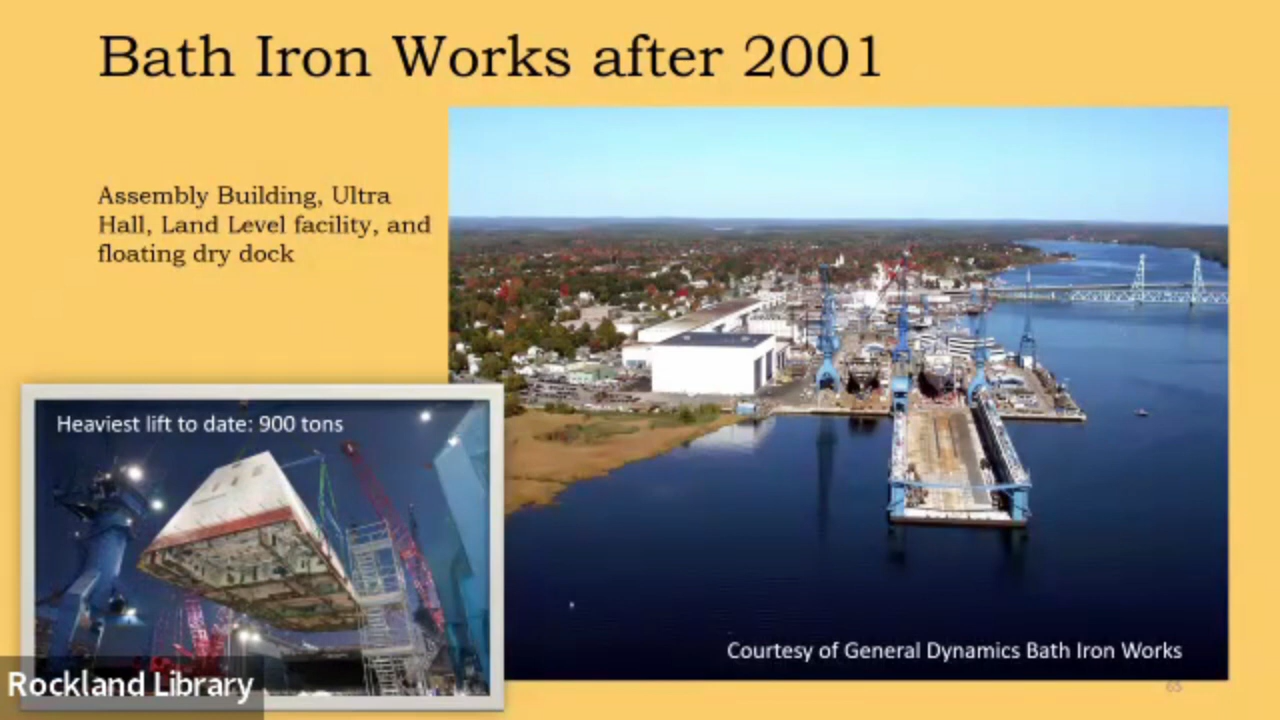 Bath Iron Works after 2001
Assembly Building, Ultra
Hall, Land Level facility, and
floating dry dock
Heaviest lift to date: 900 tons
Courtesy of General Dynamics Bath Iron Works
65
Rockland Library